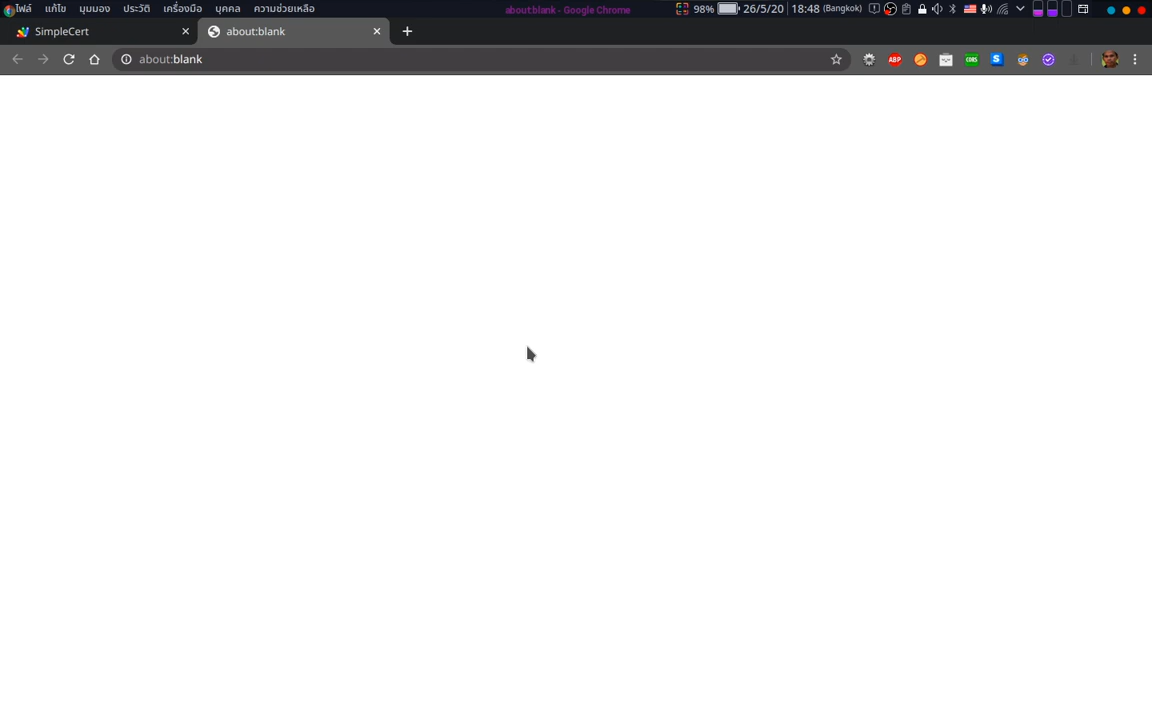 ไฟล์ แก้ไข มุมมอง ประวัติ เครื่องมือ บุคคล ความช่วยเหลือ about:blank - Google Chrome 98% 26/5/20 18:48 (Bangkok)
SimpleCert about:blank
about:blank ABP CORS S